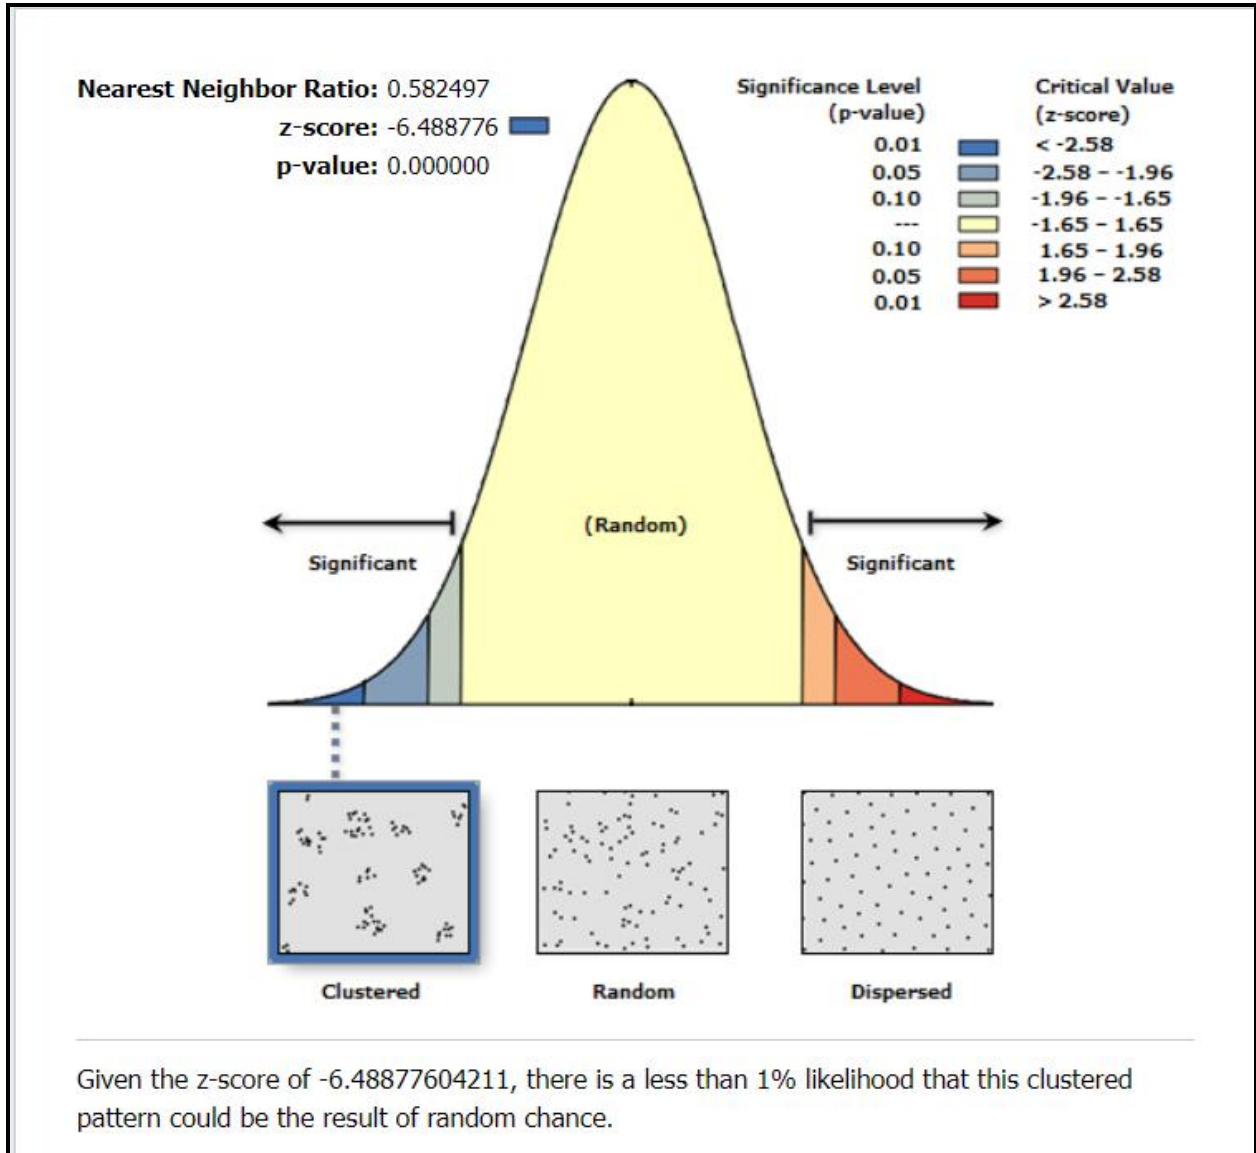 Nearest Neighbor Ratio: 0.582497
z-score: -6.488776
p-value: 0.000000
Significance Level (p-value)
Critical Value (z-score)
0.01 < -2.58
0.05 -2.58 – -1.96
0.10 -1.96 – -1.65
--- -1.65 – 1.65
0.10 1.65 – 1.96
0.05 1.96 – 2.58
0.01 > 2.58
(Random)
Significant
Significant
Clustered
Random
Dispersed
Given the z-score of -6.48877604211, there is a less than 1% likelihood that this clustered
pattern could be the result of random chance.